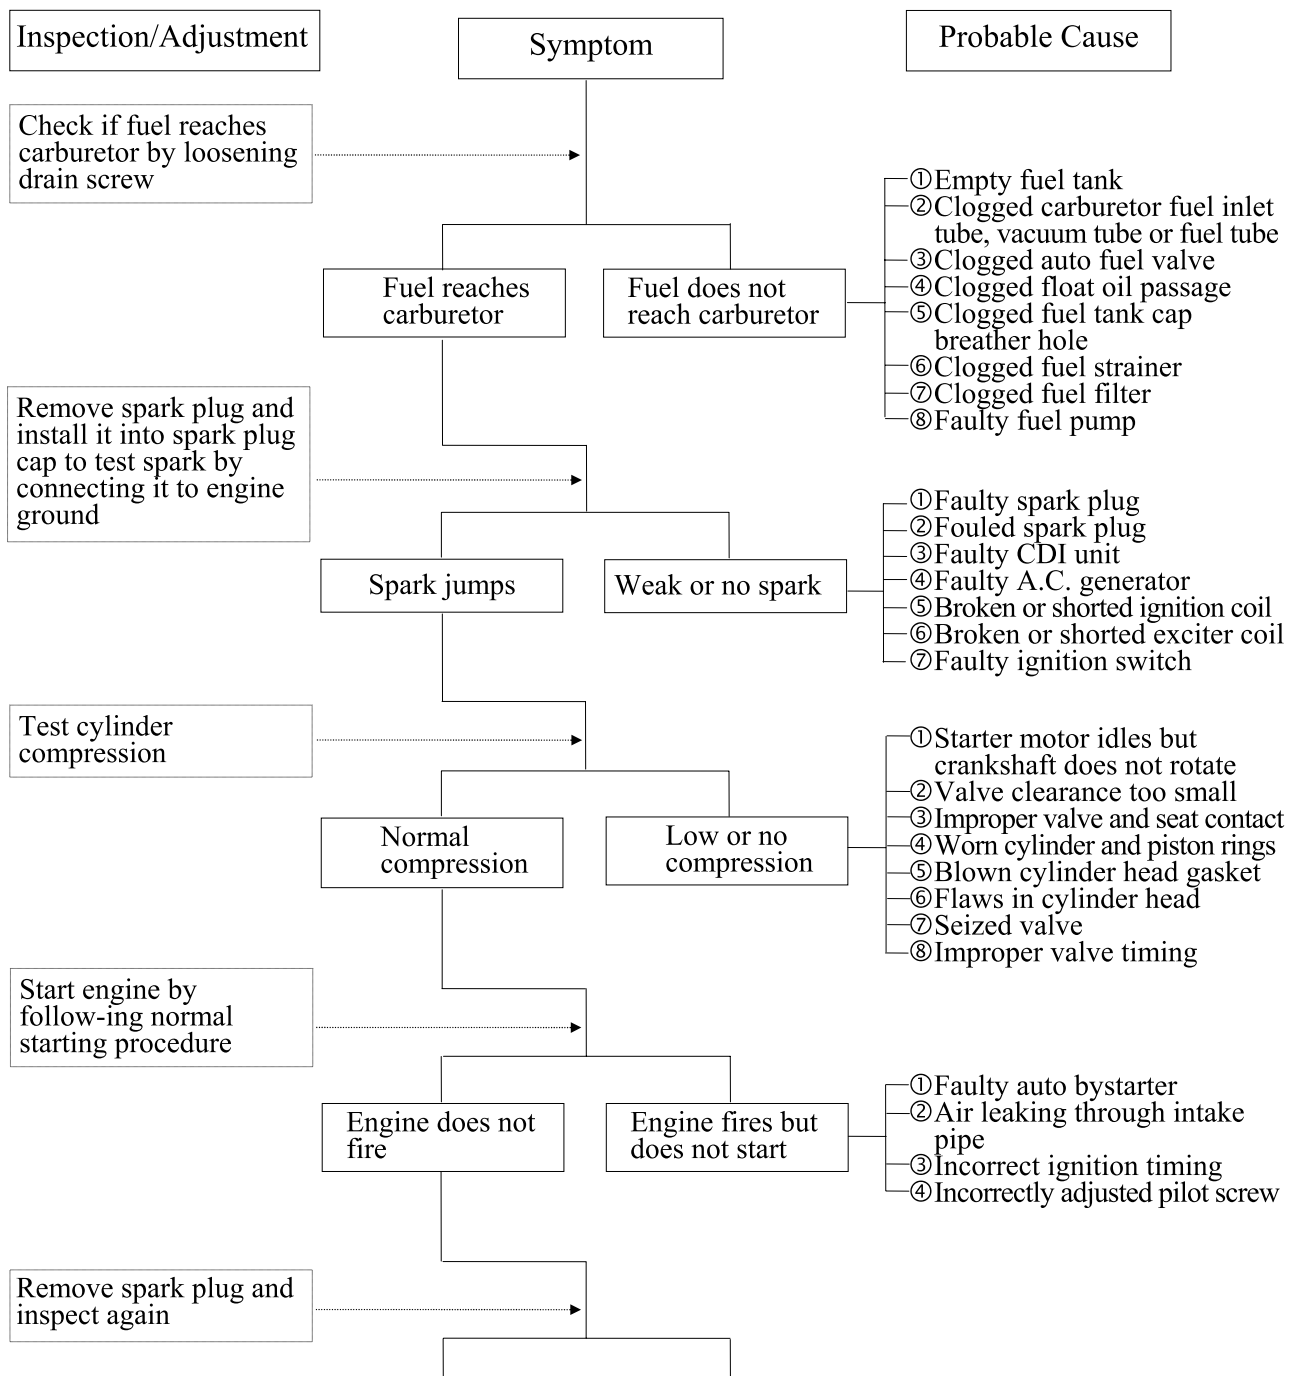 Inspection/Adjustment
Symptom
Probable Cause
Check if fuel reaches
carburetor by loosening
drain screw
①Empty fuel tank
②Clogged carburetor fuel inlet
tube, vacuum tube or fuel tube
③Clogged auto fuel valve
④Clogged float oil passage
⑤Clogged fuel tank cap
breather hole
⑥Clogged fuel strainer
⑦Clogged fuel filter
⑧Faulty fuel pump
Fuel reaches
carburetor
Fuel does not
reach carburetor
Remove spark plug and
install it into spark plug
cap to test spark by
connecting it to engine
ground
①Faulty spark plug
②Fouled spark plug
③Faulty CDI unit
④Faulty A.C. generator
⑤Broken or shorted ignition coil
⑥Broken or shorted exciter coil
⑦Faulty ignition switch
Spark jumps
Weak or no spark
Test cylinder
compression
①Starter motor idles but
crankshaft does not rotate
②Valve clearance too small
③Improper valve and seat contact
④Worn cylinder and piston rings
⑤Blown cylinder head gasket
⑥Flaws in cylinder head
⑦Seized valve
⑧Improper valve timing
Normal
compression
Low or no
compression
Start engine by
follow-ing normal
starting procedure
①Faulty auto bystarter
②Air leaking through intake
pipe
③Incorrect ignition timing
④Incorrectly adjusted pilot screw
Engine does not
fire
Engine fires but
does not start
Remove spark plug and
inspect again